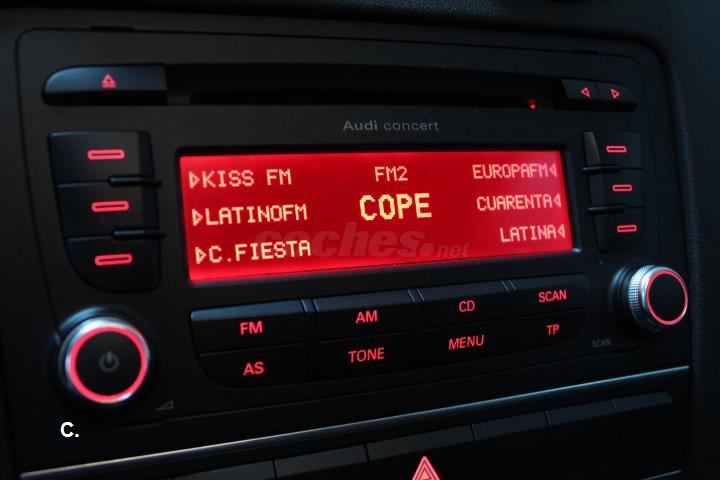 Audi concert
▷KISS FM FM2 EUROPAFM◁
▷LATINOFM COPE CUARENTA◁
▷C.FIESTA LATINA◁
coches.net
FM AM CD SCAN
AS TONE MENU TP
SCAN
C.